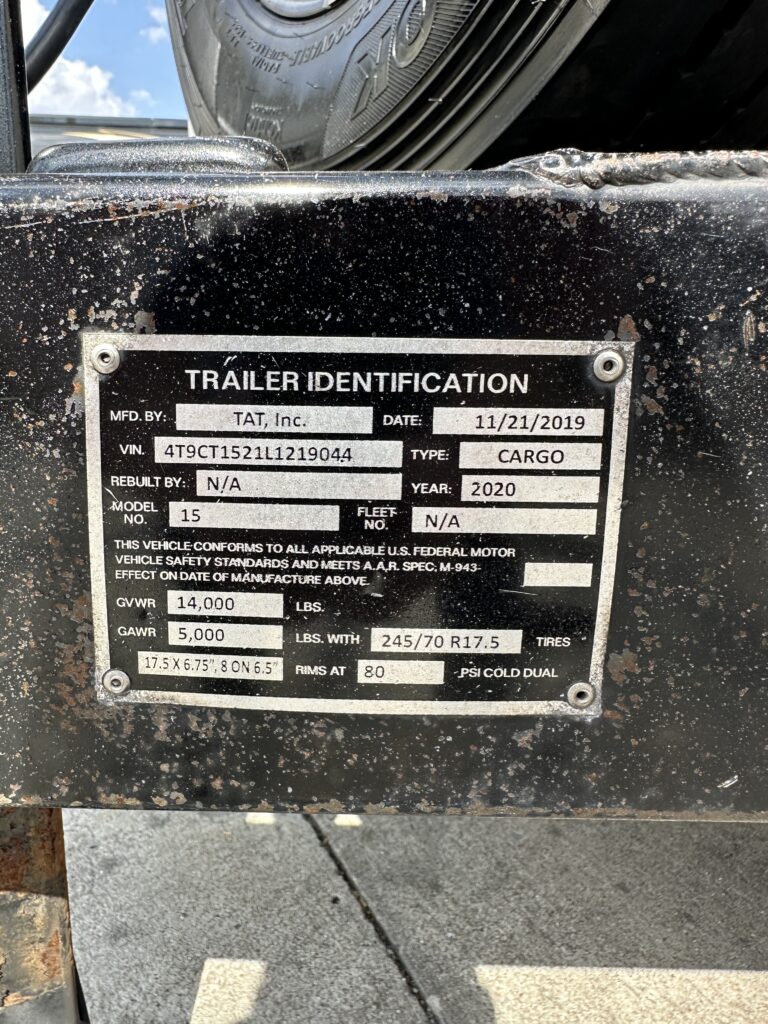 TRAILER IDENTIFICATION
MFD. BY: TAT, Inc. DATE: 11/21/2019
VIN. 4T9CT1521L1219044 TYPE: CARGO
REBUILT BY: N/A YEAR: 2020
MODEL NO. 15 FLEET NO. N/A
THIS VEHICLE CONFORMS TO ALL APPLICABLE U.S. FEDERAL MOTOR
VEHICLE SAFETY STANDARDS AND MEETS A.A.R. SPEC, M-943-
EFFECT ON DATE OF MANUFACTURE ABOVE.
GVWR 14,000 LBS.
GAWR 5,000 LBS. WITH 245/70 R17.5 TIRES
17.5 X 6.75", 8 ON 6.5" RIMS AT 80 PSI COLD DUAL